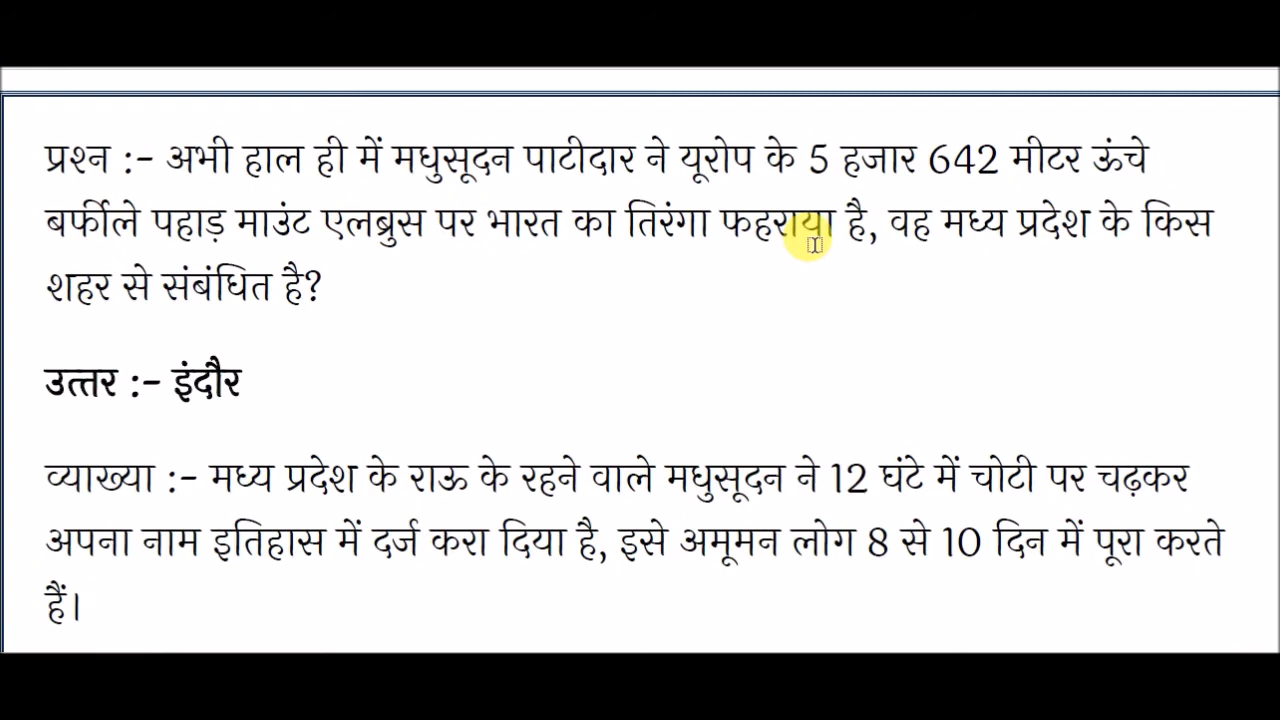 प्रश्न :- अभी हाल ही में मधुसूदन पाटीदार ने यूरोप के 5 हजार 642 मीटर ऊंचे
बर्फीले पहाड़ माउंट एलब्रुस पर भारत का तिरंगा फहराया है, वह मध्य प्रदेश के किस
शहर से संबंधित है?
उत्तर :- इंदौर
व्याख्या :- मध्य प्रदेश के राऊ के रहने वाले मधुसूदन ने 12 घंटे में चोटी पर चढ़कर
अपना नाम इतिहास में दर्ज करा दिया है, इसे अमूमन लोग 8 से 10 दिन में पूरा करते
हैं।